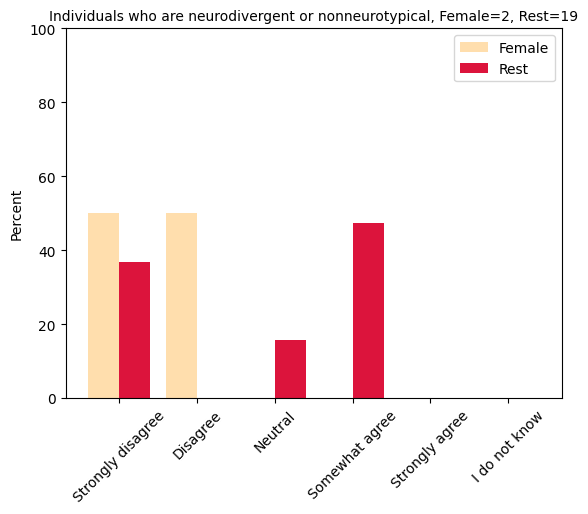 Individuals who are neurodivergent or nonneurotypical, Female=2, Rest=19
100
80
60
40
20
0
Percent
Female
Rest
Strongly disagree
Disagree
Neutral
Somewhat agree
Strongly agree
I do not know